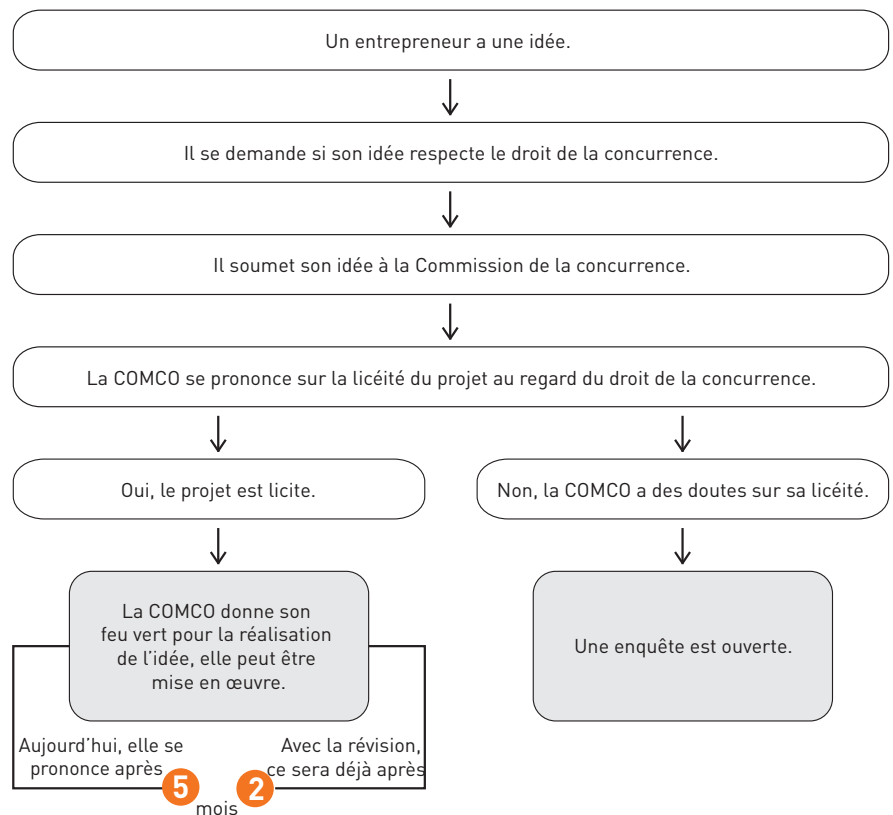 Un entrepreneur a une idée.
Il se demande si son idée respecte le droit de la concurrence.
Il soumet son idée à la Commission de la concurrence.
La COMCO se prononce sur la licéité du projet au regard du droit de la concurrence.
Oui, le projet est licite.
Non, la COMCO a des doutes sur sa licéité.
La COMCO donne son
feu vert pour la réalisation
de l'idée, elle peut être
mise en œuvre.
Une enquête est ouverte.
Aujourd'hui, elle se
prononce après
5
Avec la révision,
ce sera déjà après
2
mois